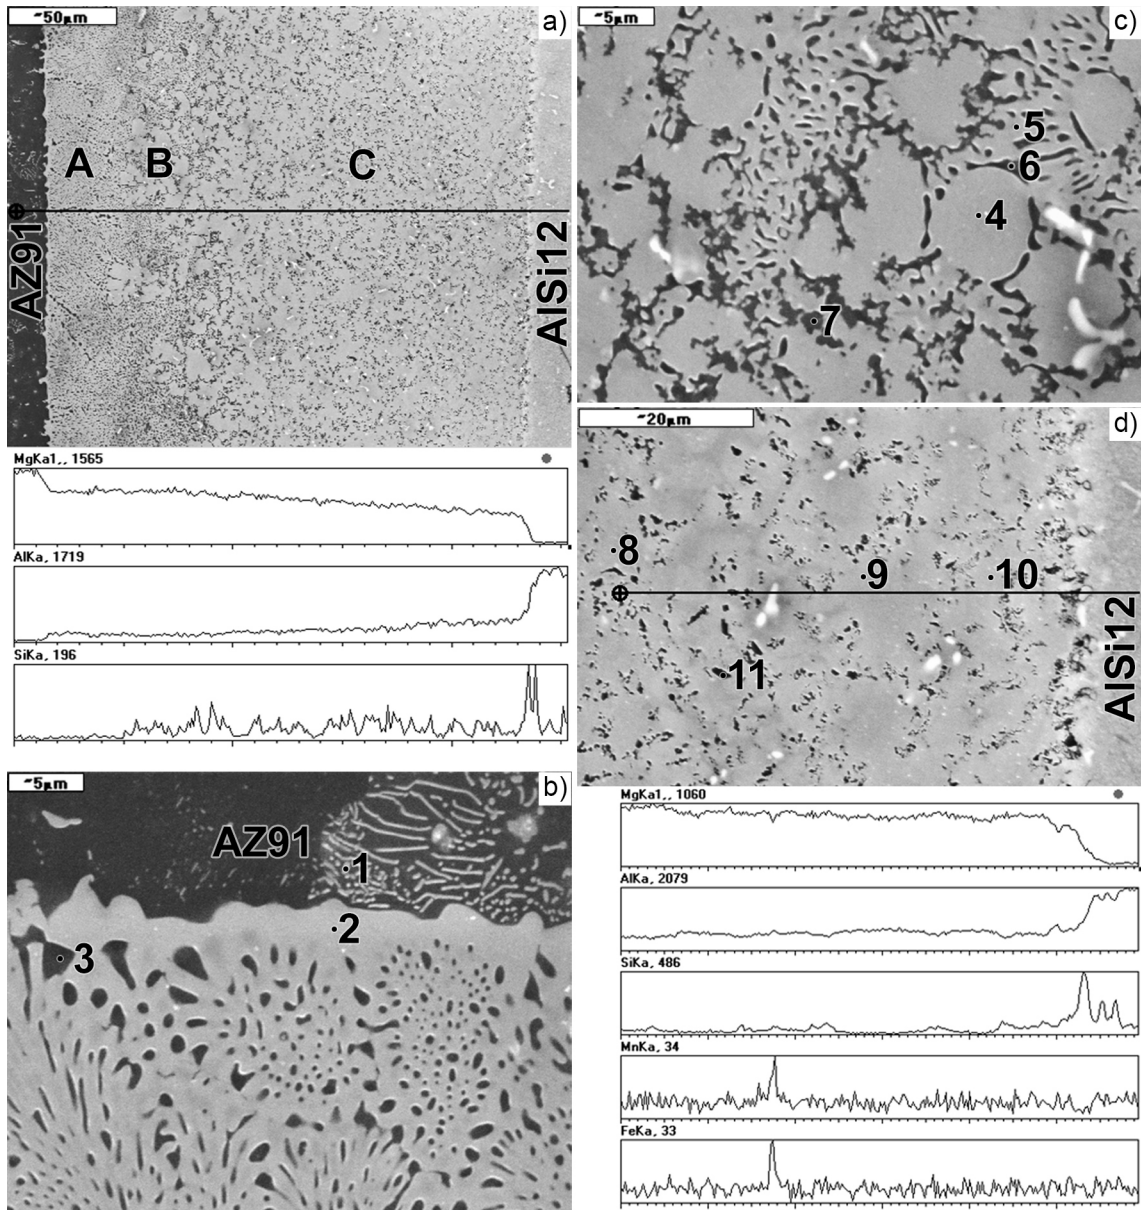 ~50µm
a)
A
B
C
AZ91
AlSi12
MgKa1,, 1565
AlKa, 1719
SiKa, 196
~5µm
b)
AZ91
1
2
3
~5µm
c)
5
6
4
7
~20µm
d)
8
9
10
11
AlSi12
MgKa1,, 1060
AlKa, 2079
SiKa, 486
MnKa, 34
FeKa, 33